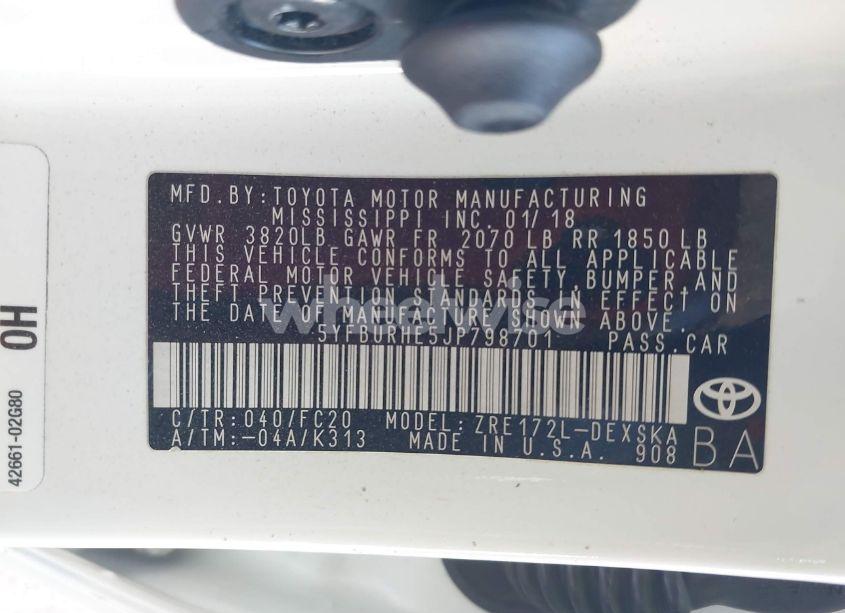 MFD.BY:TOYOTA MOTOR MANUFACTURING
MISSISSIPPI INC. 01/18
GVWR 3820LB GAWR FR 2070 LB RR 1850 LB
THIS VEHICLE CONFORMS TO ALL APPLICABLE
FEDERAL MOTOR VEHICLE SAFETY,BUMPER,AND
THEFT PREVENTION STANDARDS IN EFFECT ON
THE DATE OF MANUFACTURE SHOWN ABOVE.
wheelwise
5YFBURHE5JP798701 PASS.CAR
C/TR:040/FC20 MODEL:ZRE172L-DEXSKA
A/TM:-04A/K313 MADE IN U.S.A. 908
BA
42661-02G80
0H